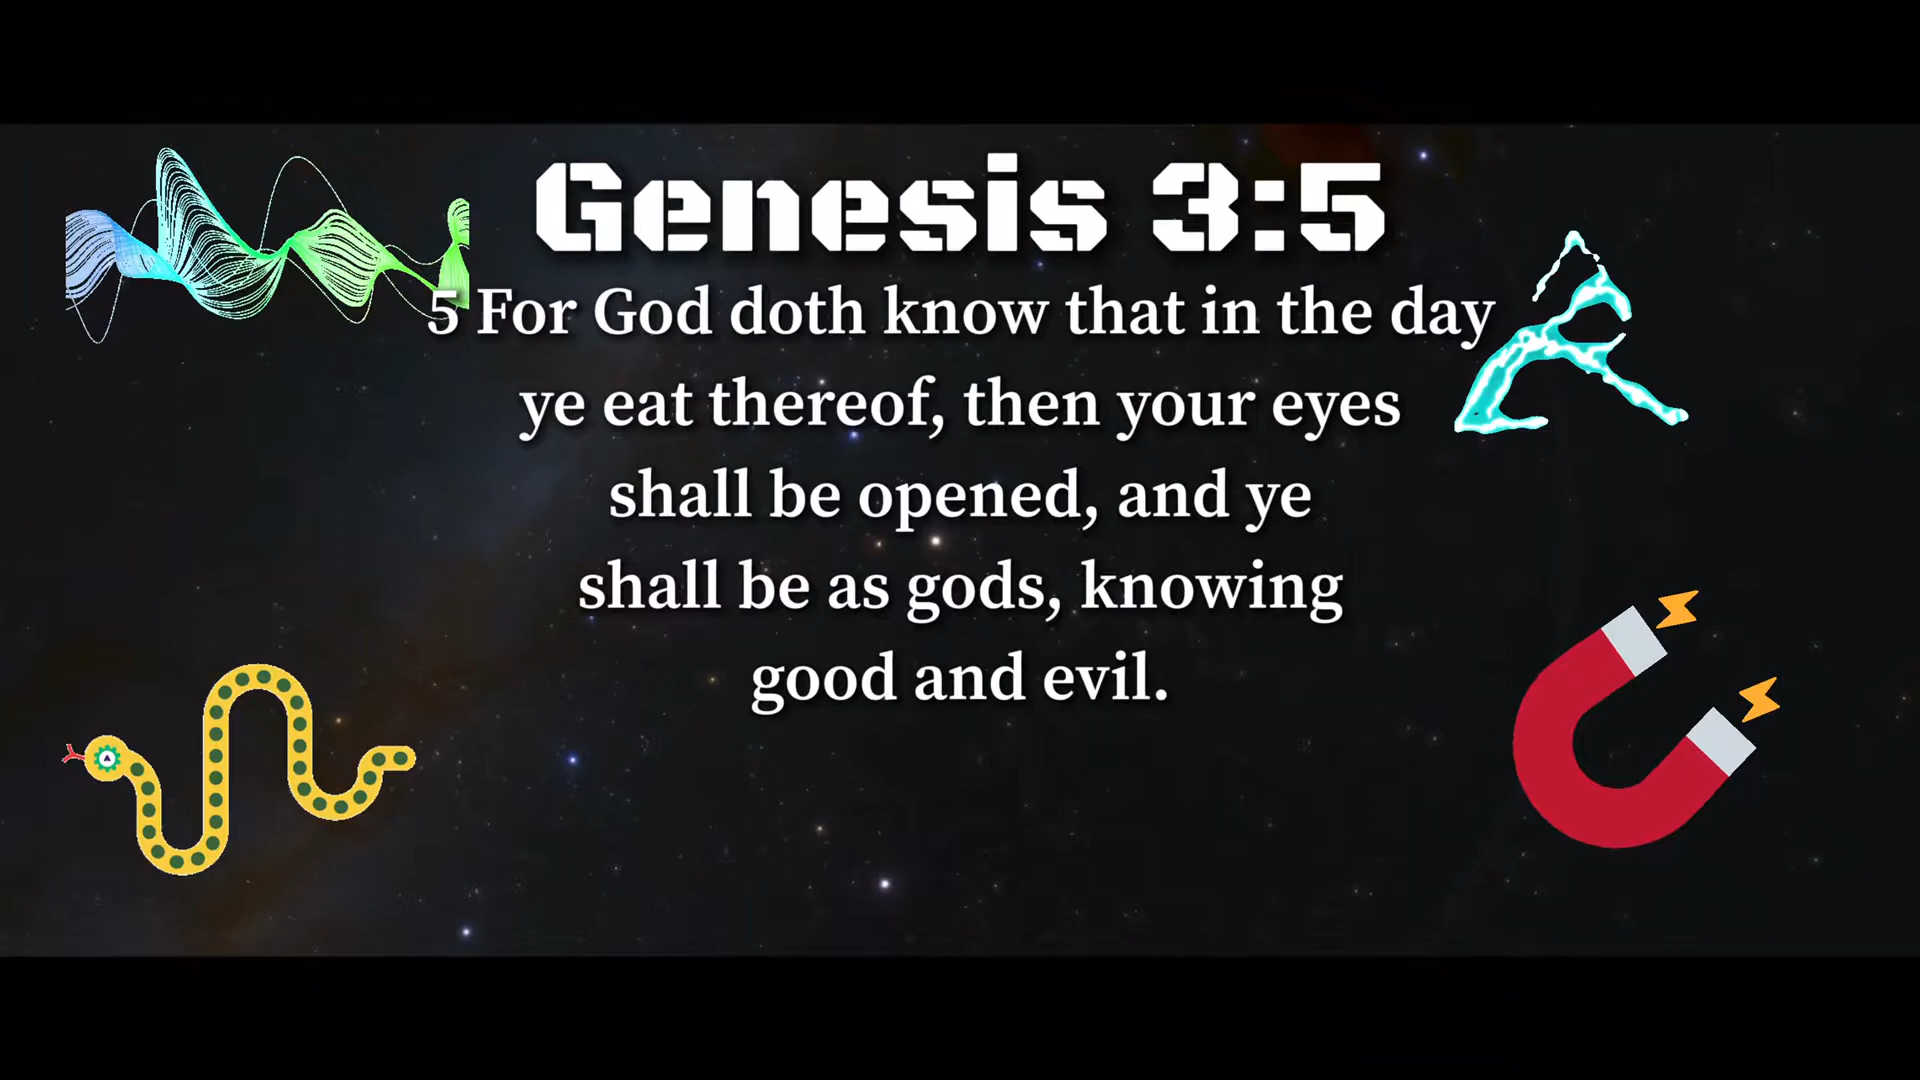 Genesis 3:5
5 For God doth know that in the day
ye eat thereof, then your eyes
shall be opened, and ye
shall be as gods, knowing
good and evil.